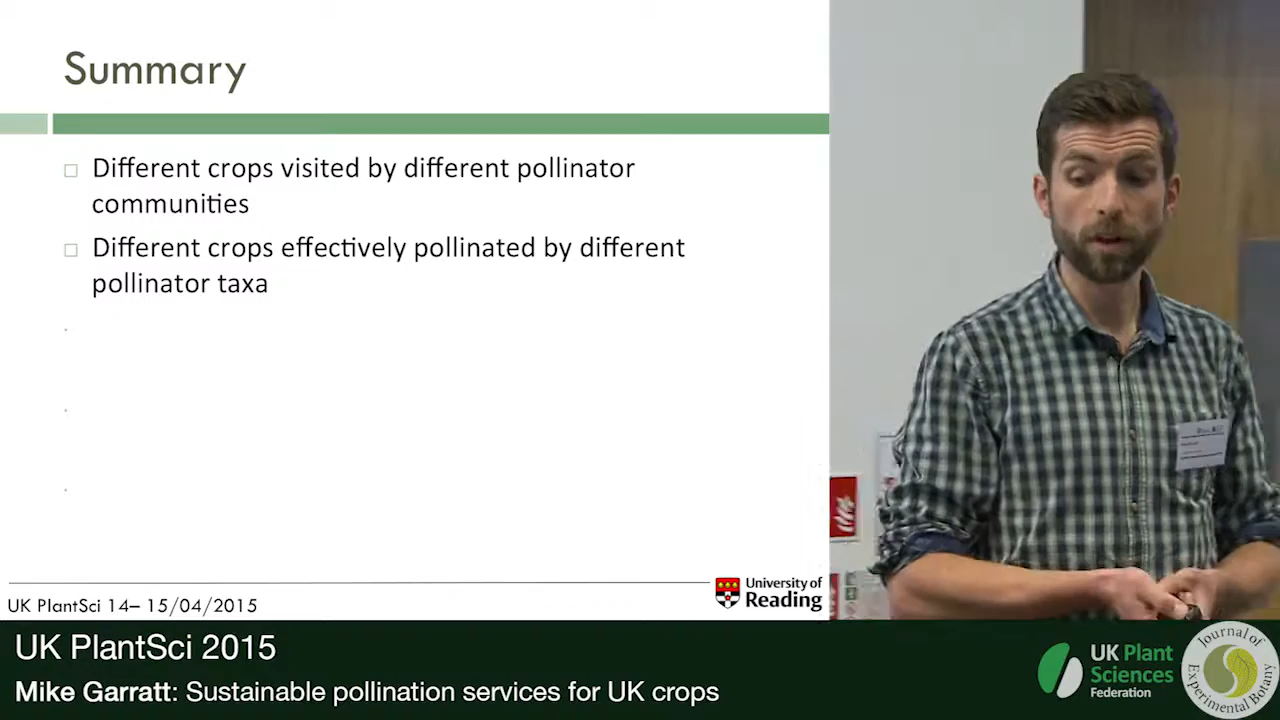 Summary
Different crops visited by different pollinator
communities
Different crops effectively pollinated by different
pollinator taxa
University of
Reading
UK PlantSci 14– 15/04/2015
UK PlantSci 2015
Mike Garratt: Sustainable pollination services for UK crops
UK Plant
Sciences
Federation
Journal of
Experimental Botany